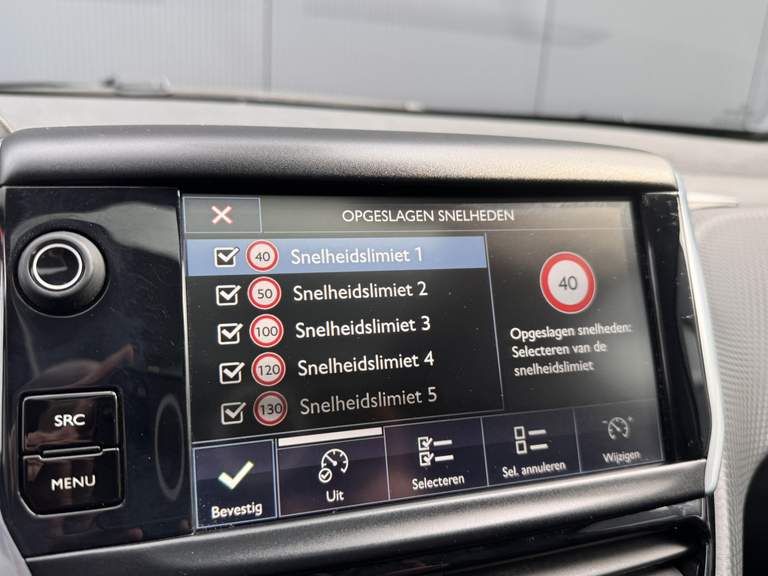 OPGESLAGEN SNELHEDEN
40 Snelheidslimiet 1
50 Snelheidslimiet 2
100 Snelheidslimiet 3
120 Snelheidslimiet 4
130 Snelheidslimiet 5
40
Opgeslagen snelheden:
Selecteren van de
snelheidslimiet
SRC
MENU
Bevestig
Uit
Selecteren
Sel. annuleren
Wijzigen